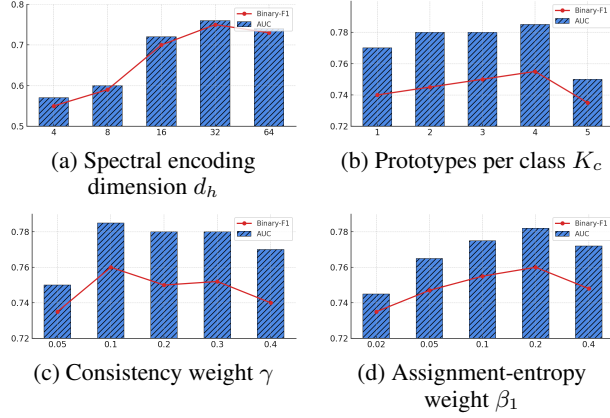 0.8
0.7
0.6
0.5
4
8
16
32
64
Binary-F1
AUC
(a) Spectral encoding
dimension d_h
0.78
0.76
0.74
0.72
1
2
3
4
5
Binary-F1
AUC
(b) Prototypes per class K_c
0.78
0.76
0.74
0.72
0.05
0.1
0.2
0.3
0.4
Binary-F1
AUC
(c) Consistency weight γ
0.78
0.76
0.74
0.72
0.02
0.05
0.1
0.2
0.4
Binary-F1
AUC
(d) Assignment-entropy
weight β_1